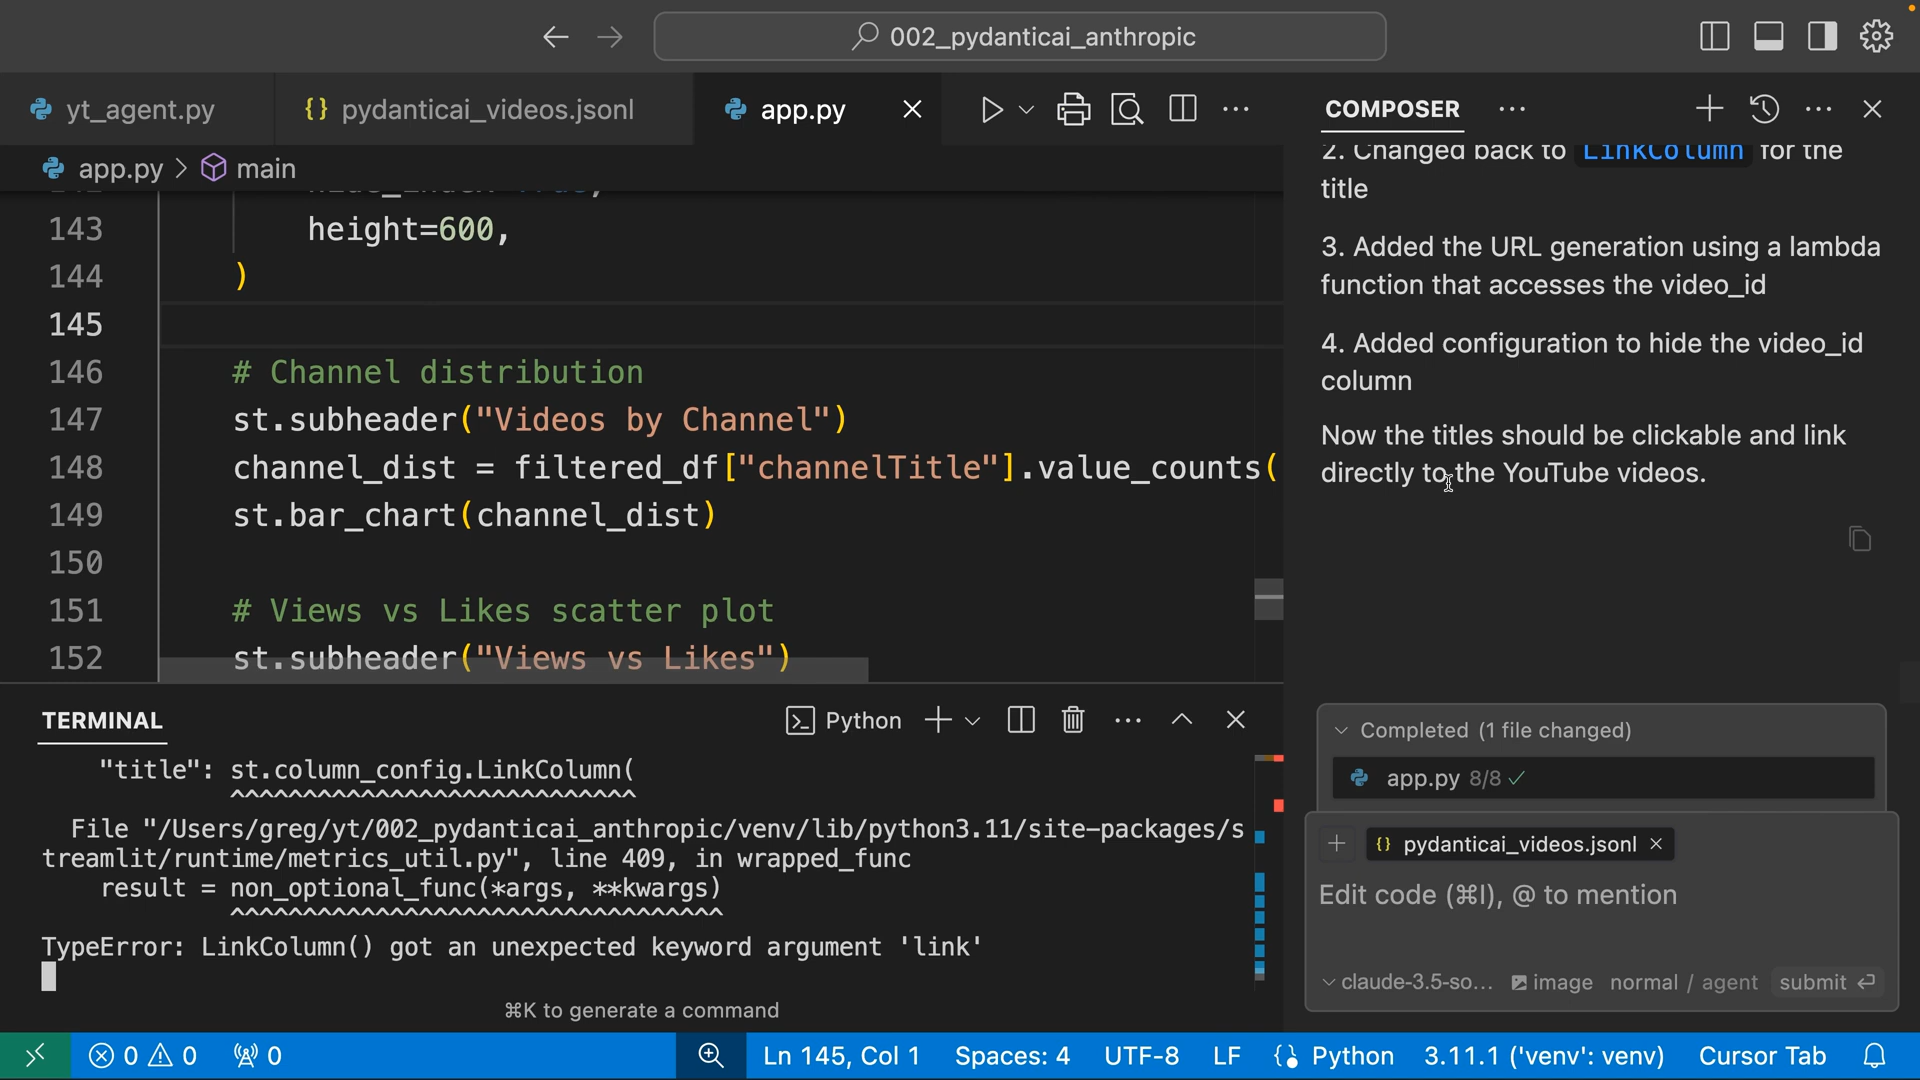 002_pydanticai_anthropic
yt_agent.py
{} pydanticai_videos.jsonl
app.py
COMPOSER
app.py > main
143 height=600,
144 )
145
146 # Channel distribution
147 st.subheader("Videos by Channel")
148 channel_dist = filtered_df["channelTitle"].value_counts(
149 st.bar_chart(channel_dist)
150
151 # Views vs Likes scatter plot
152 st.subheader("Views vs Likes")
2. Changed back to LinkColumn for the
title
3. Added the URL generation using a lambda
function that accesses the video_id
4. Added configuration to hide the video_id
column
Now the titles should be clickable and link
directly to the YouTube videos.
TERMINAL
Python
"title": st.column_config.LinkColumn(
^^^^^^^^^^^^^^^^^^^^^^^^^^^
File "/Users/greg/yt/002_pydanticai_anthropic/venv/lib/python3.11/site-packages/s
treamlit/runtime/metrics_util.py", line 409, in wrapped_func
result = non_optional_func(*args, **kwargs)
^^^^^^^^^^^^^^^^^^^^^^^^^^^^^^^^^
TypeError: LinkColumn() got an unexpected keyword argument 'link'
⌘K to generate a command
Completed (1 file changed)
app.py 8/8 ✓
{} pydanticai_videos.jsonl ×
Edit code (⌘I), @ to mention
claude-3.5-so... image normal / agent submit ↵
0 0 0
Ln 145, Col 1 Spaces: 4 UTF-8 LF Python 3.11.1 ('venv': venv) Cursor Tab